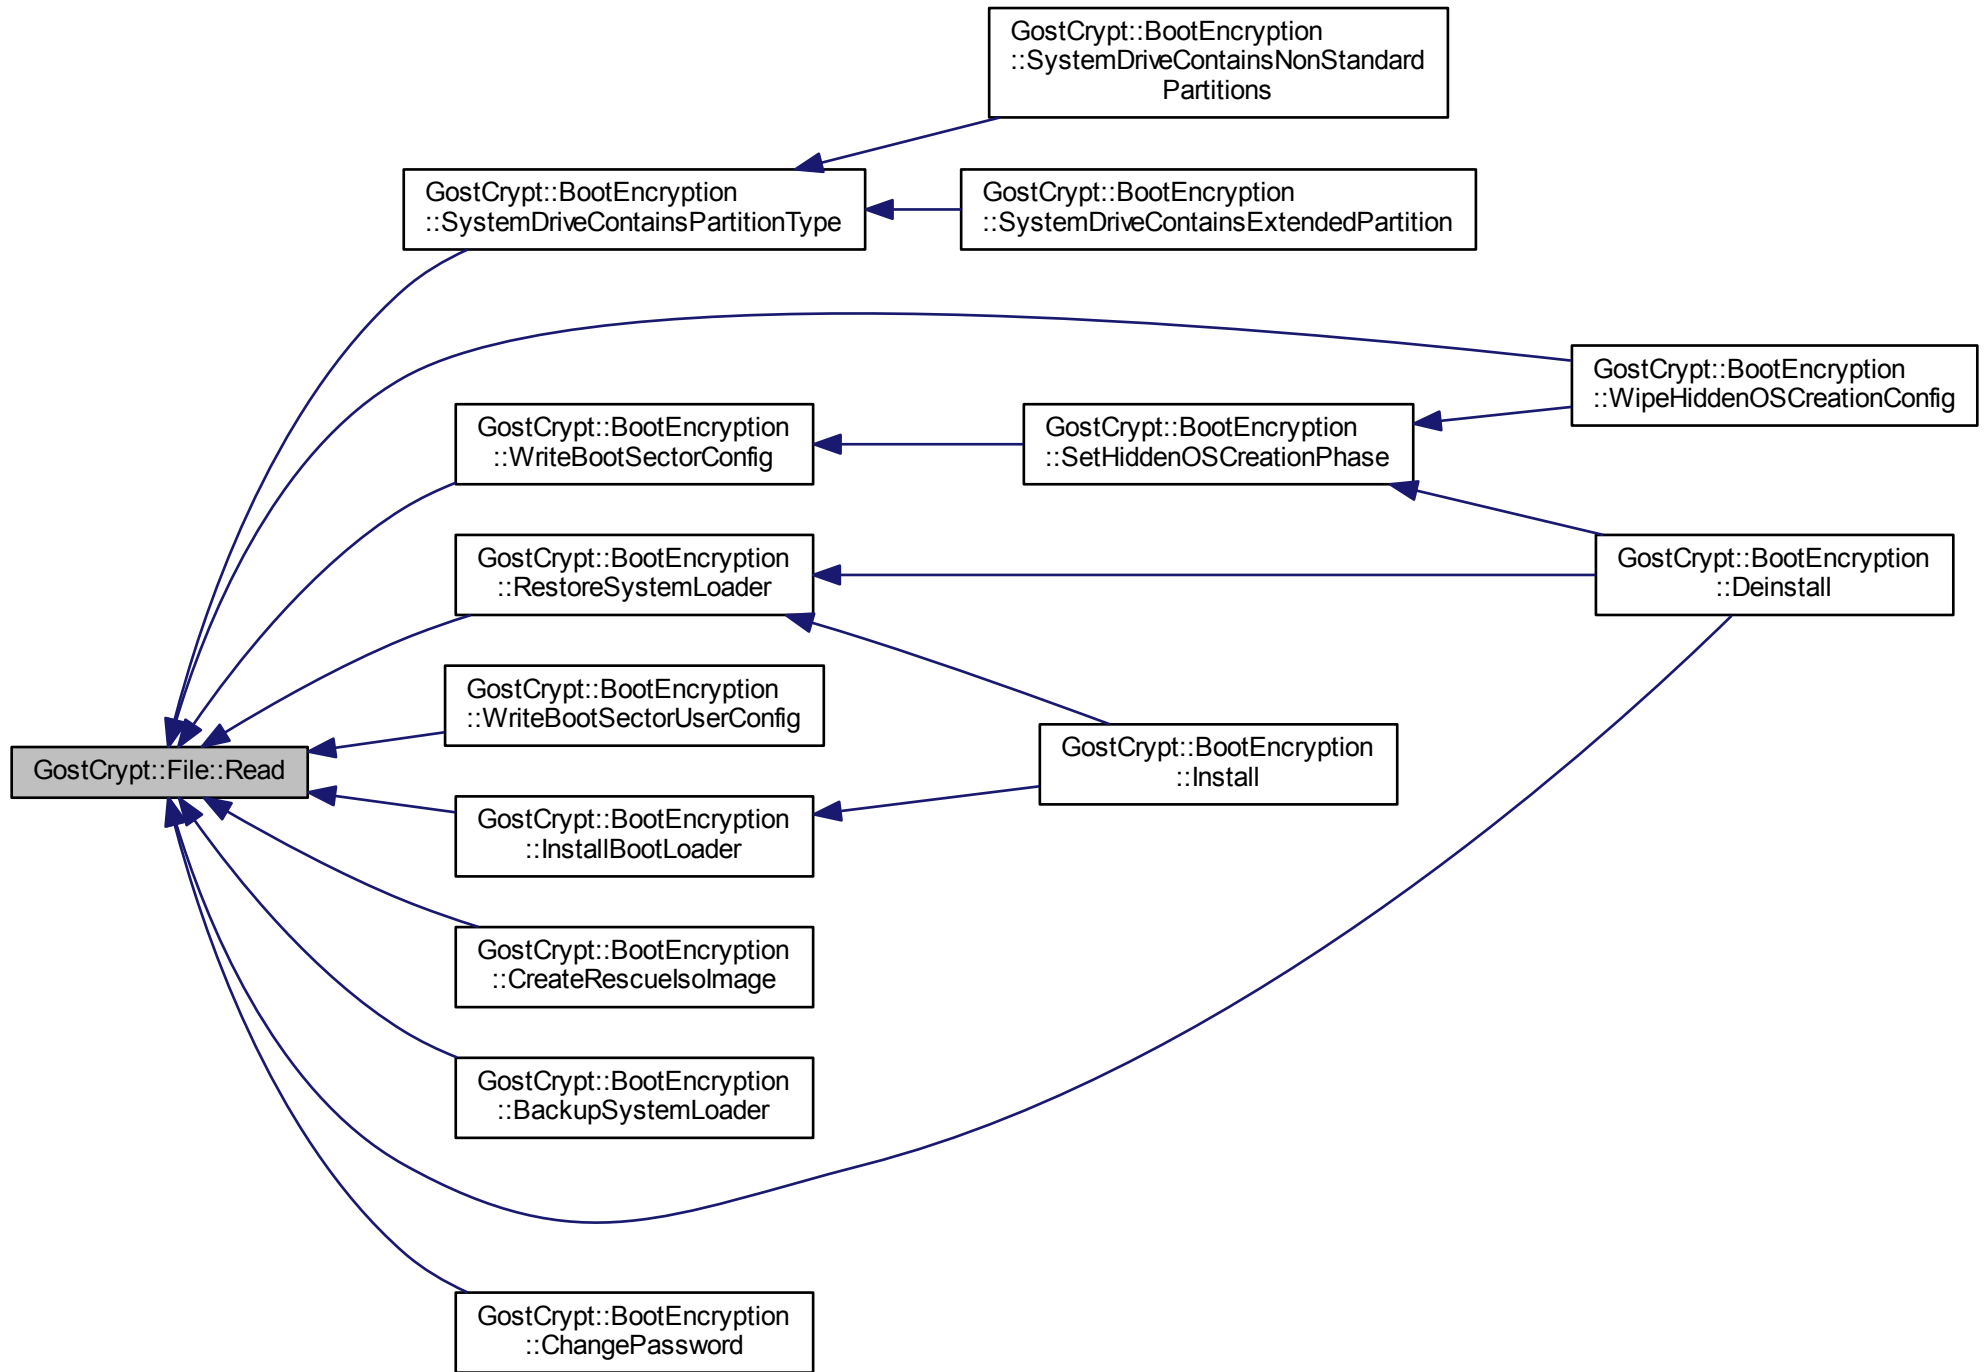 GostCrypt::BootEncryption
::SystemDriveContainsNonStandard
Partitions
GostCrypt::BootEncryption
::SystemDriveContainsPartitionType
GostCrypt::BootEncryption
::SystemDriveContainsExtendedPartition
GostCrypt::BootEncryption
::WipeHiddenOSCreationConfig
GostCrypt::BootEncryption
::WriteBootSectorConfig
GostCrypt::BootEncryption
::SetHiddenOSCreationPhase
GostCrypt::BootEncryption
::RestoreSystemLoader
GostCrypt::BootEncryption
::Deinstall
GostCrypt::BootEncryption
::WriteBootSectorUserConfig
GostCrypt::File::Read
GostCrypt::BootEncryption
::Install
GostCrypt::BootEncryption
::InstallBootLoader
GostCrypt::BootEncryption
::CreateRescueIsoImage
GostCrypt::BootEncryption
::BackupSystemLoader
GostCrypt::BootEncryption
::ChangePassword